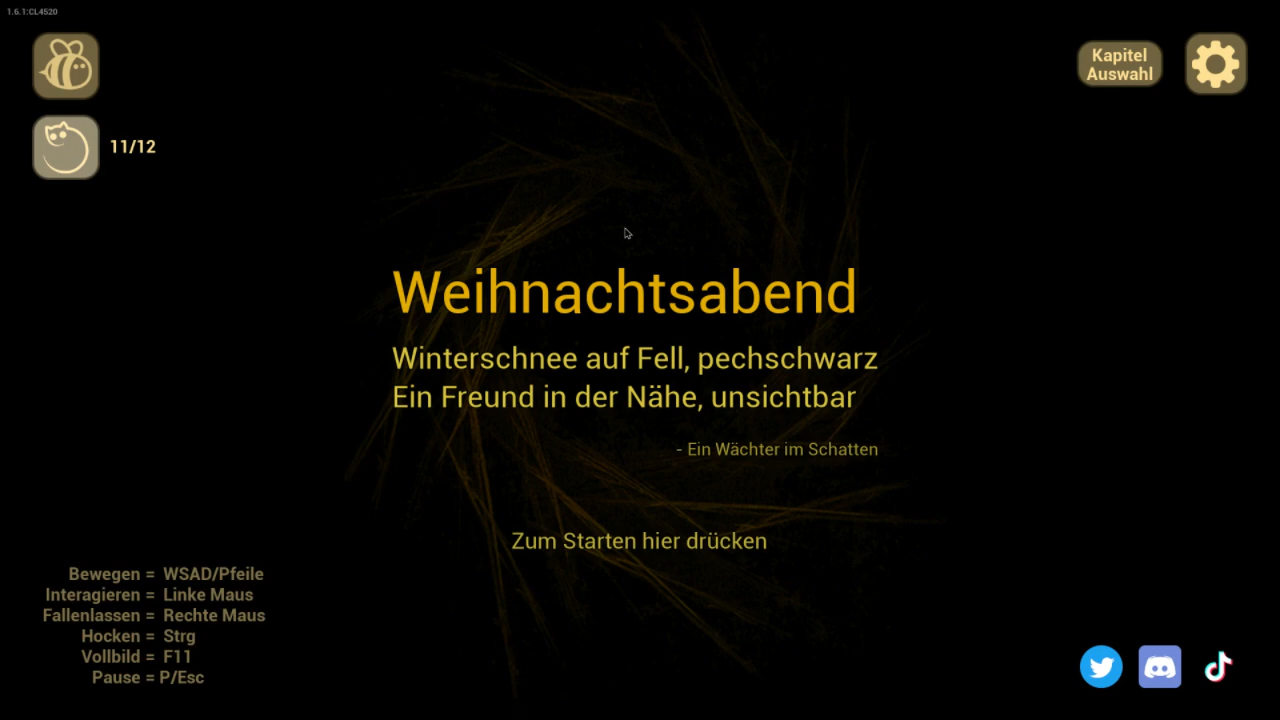 1.6.1:CL4520
Kapitel
Auswahl
11/12
Weihnachtsabend
Winterschnee auf Fell, pechschwarz
Ein Freund in der Nähe, unsichtbar
- Ein Wächter im Schatten
Zum Starten hier drücken
Bewegen = WSAD/Pfeile
Interagieren = Linke Maus
Fallenlassen = Rechte Maus
Hocken = Strg
Vollbild = F11
Pause = P/Esc